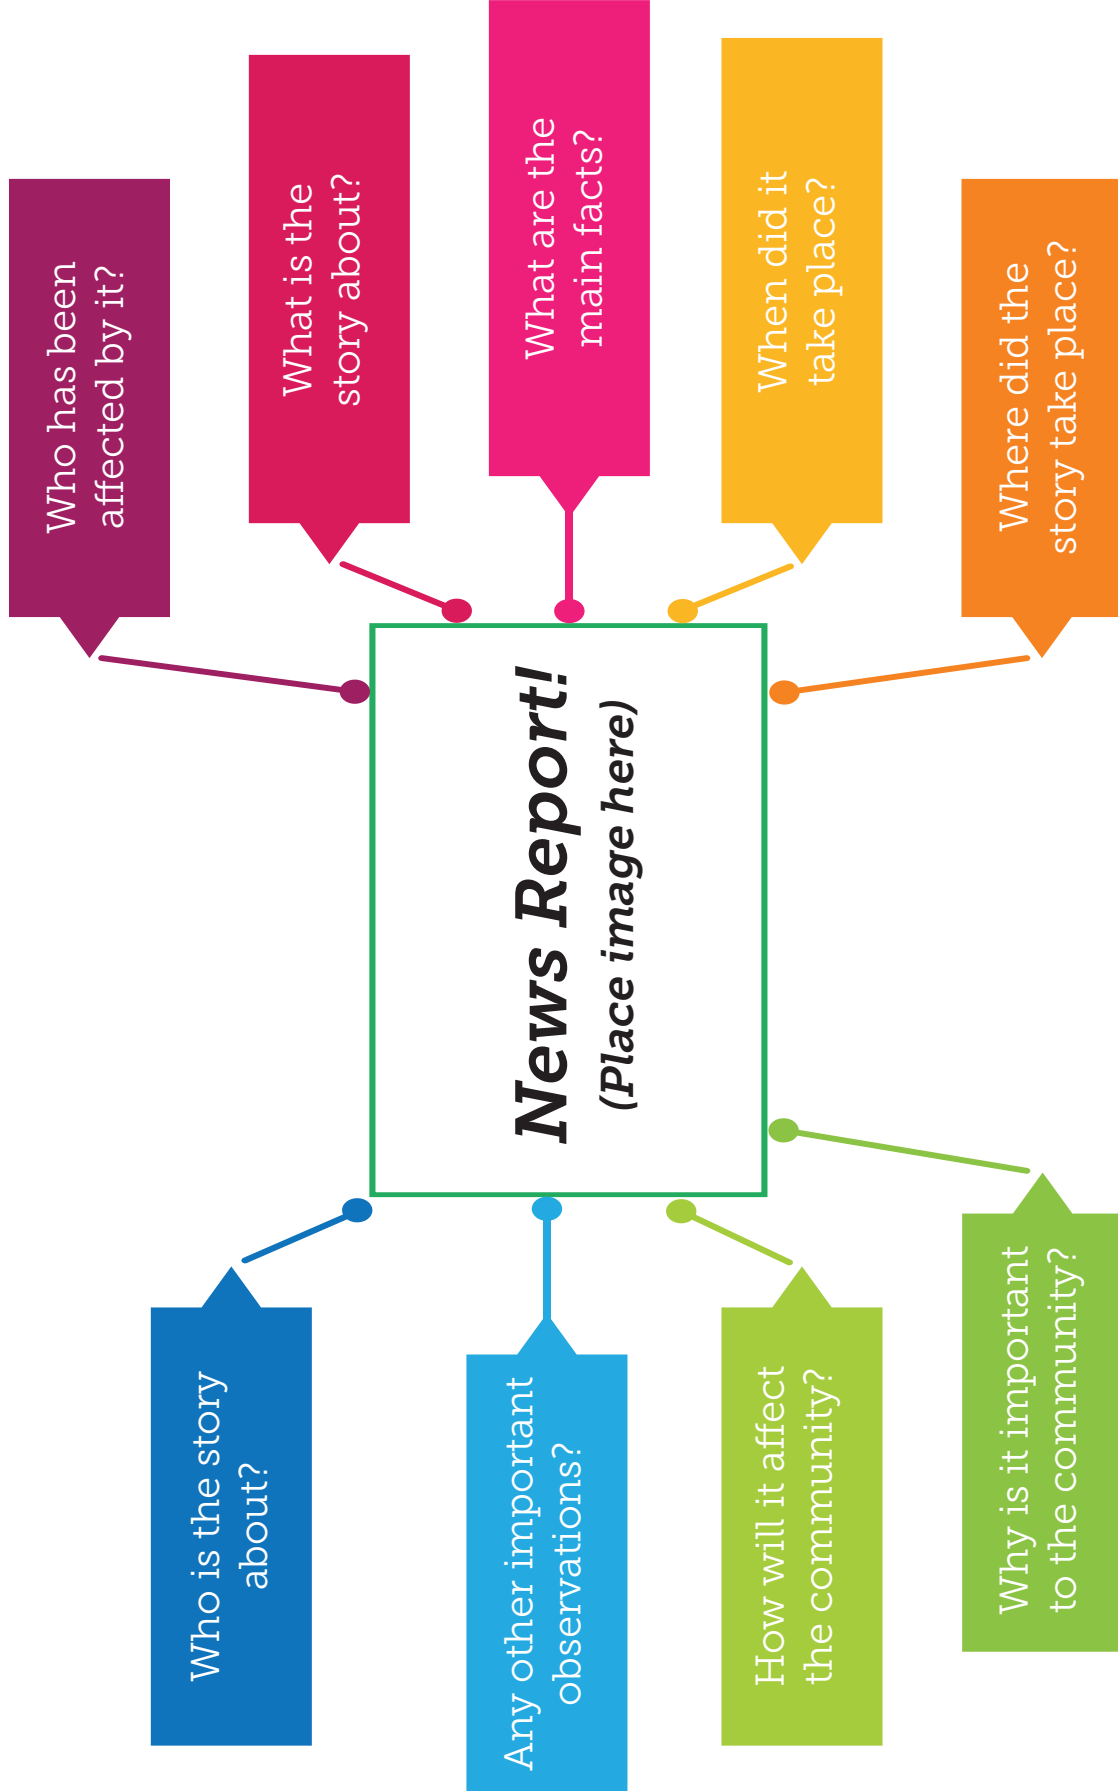 Who is the story
about?
Any other important
observations?
How will it affect
the community?
Why is it important
to the community?
News Report!
(Place image here)
Who has been
affected by it?
What is the
story about?
What are the
main facts?
When did it
take place?
Where did the
story take place?